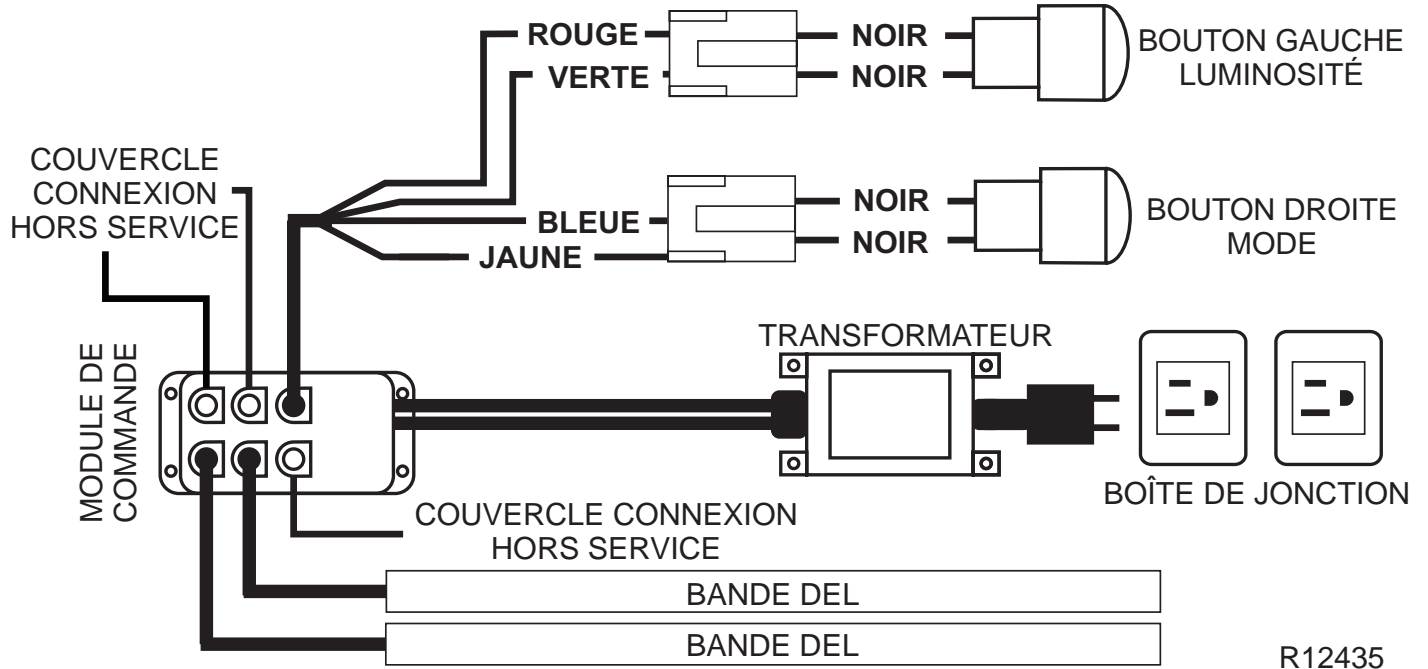 ROUGE
NOIR
VERTE
NOIR
BOUTON GAUCHE
LUMINOSITÉ
COUVERCLE
CONNEXION
HORS SERVICE
BLEUE
NOIR
JAUNE
NOIR
BOUTON DROITE
MODE
MODULE DE
COMMANDE
TRANSFORMATEUR
BOÎTE DE JONCTION
COUVERCLE CONNEXION
HORS SERVICE
BANDE DEL
BANDE DEL
R12435